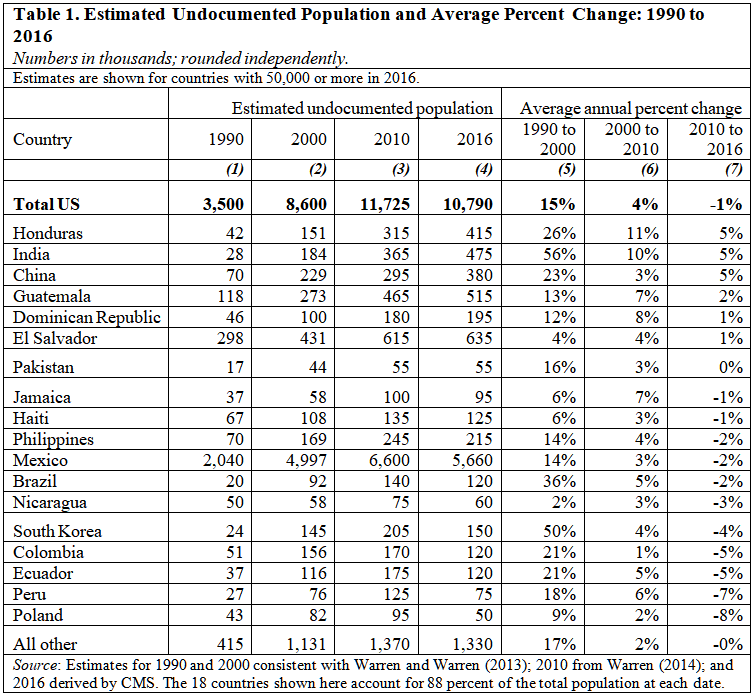 Table 1. Estimated Undocumented Population and Average Percent Change: 1990 to
2016
Numbers in thousands; rounded independently.
Estimates are shown for countries with 50,000 or more in 2016.
Estimated undocumented population Average annual percent change
Country 1990 2000 2010 2016 1990 to 2000 2000 to 2010 2010 to 2016
(1) (2) (3) (4) (5) (6) (7)
Total US 3,500 8,600 11,725 10,790 15% 4% -1%
Honduras 42 151 315 415 26% 11% 5%
India 28 184 365 475 56% 10% 5%
China 70 229 295 380 23% 3% 5%
Guatemala 118 273 465 515 13% 7% 2%
Dominican Republic 46 100 180 195 12% 8% 1%
El Salvador 298 431 615 635 4% 4% 1%
Pakistan 17 44 55 55 16% 3% 0%
Jamaica 37 58 100 95 6% 7% -1%
Haiti 67 108 135 125 6% 3% -1%
Philippines 70 169 245 215 14% 4% -2%
Mexico 2,040 4,997 6,600 5,660 14% 3% -2%
Brazil 20 92 140 120 36% 5% -2%
Nicaragua 50 58 75 60 2% 3% -3%
South Korea 24 145 205 150 50% 4% -4%
Colombia 51 156 170 120 21% 1% -5%
Ecuador 37 116 175 120 21% 5% -5%
Peru 27 76 125 75 18% 6% -7%
Poland 43 82 95 50 9% 2% -8%
All other 415 1,131 1,370 1,330 17% 2% -0%
Source: Estimates for 1990 and 2000 consistent with Warren and Warren (2013); 2010 from Warren (2014); and
2016 derived by CMS. The 18 countries shown here account for 88 percent of the total population at each date.